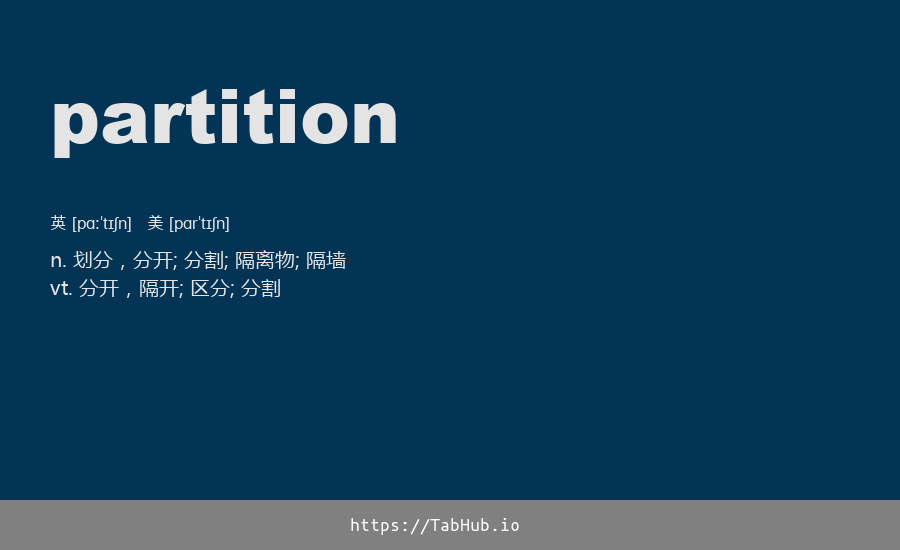 partition
英 [pɑːˈtɪʃn] 美 [pɑrˈtɪʃn]
n. 划分，分开; 分割; 隔离物; 隔墙
vt. 分开，隔开; 区分; 分割
https://TabHub.io